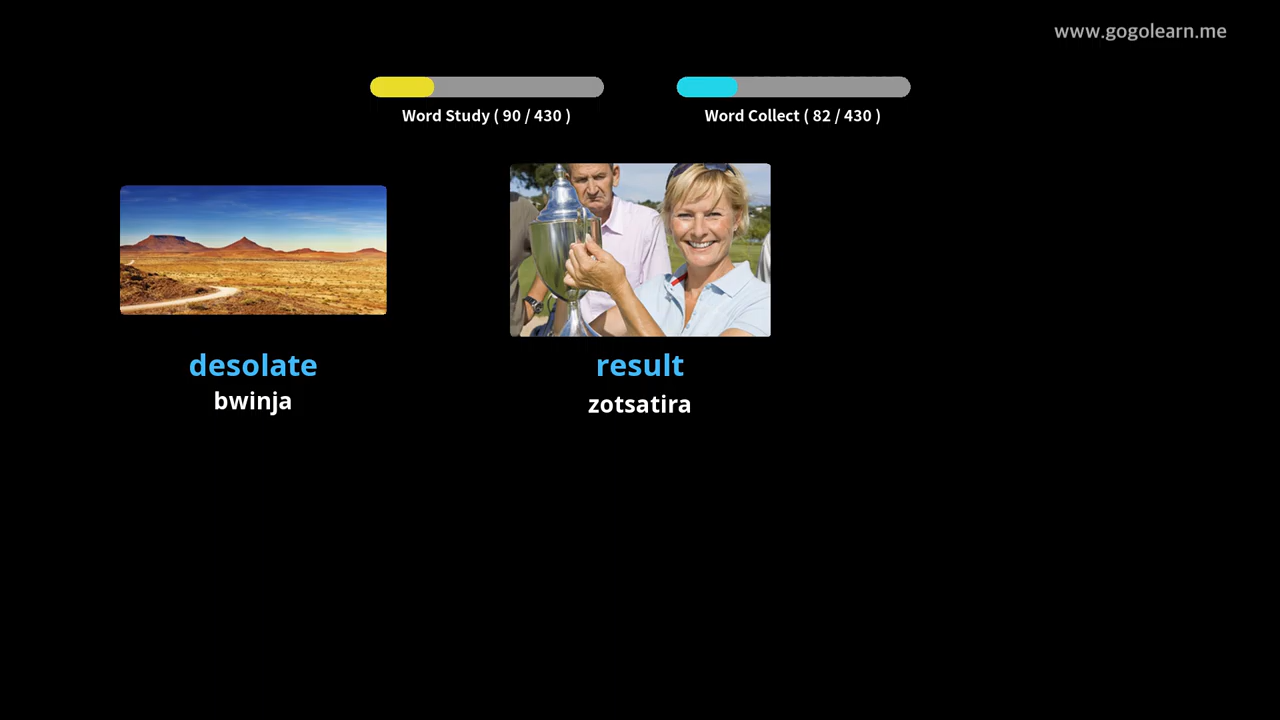 www.gogolearn.me
Word Study ( 90 / 430 )
Word Collect ( 82 / 430 )
desolate
bwinja
result
zotsatira